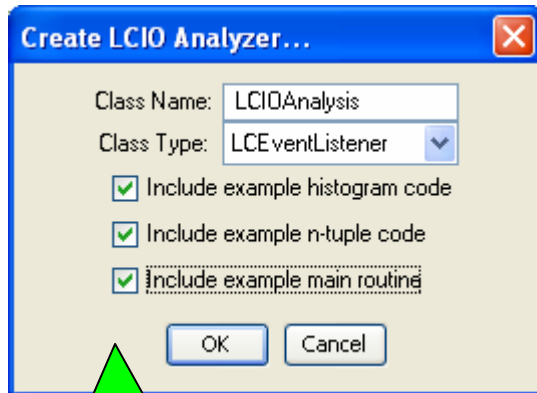 Create LCIO Analyzer...
Class Name: LCIOAnalysis
Class Type: LCEventListener
Include example histogram code
Include example n-tuple code
Include example main routine
OK Cancel